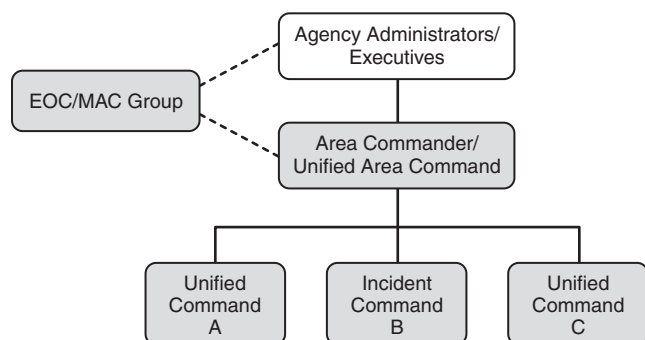 Agency Administrators/
Executives
EOC/MAC Group
Area Commander/
Unified Area Command
Unified
Command
A
Incident
Command
B
Unified
Command
C